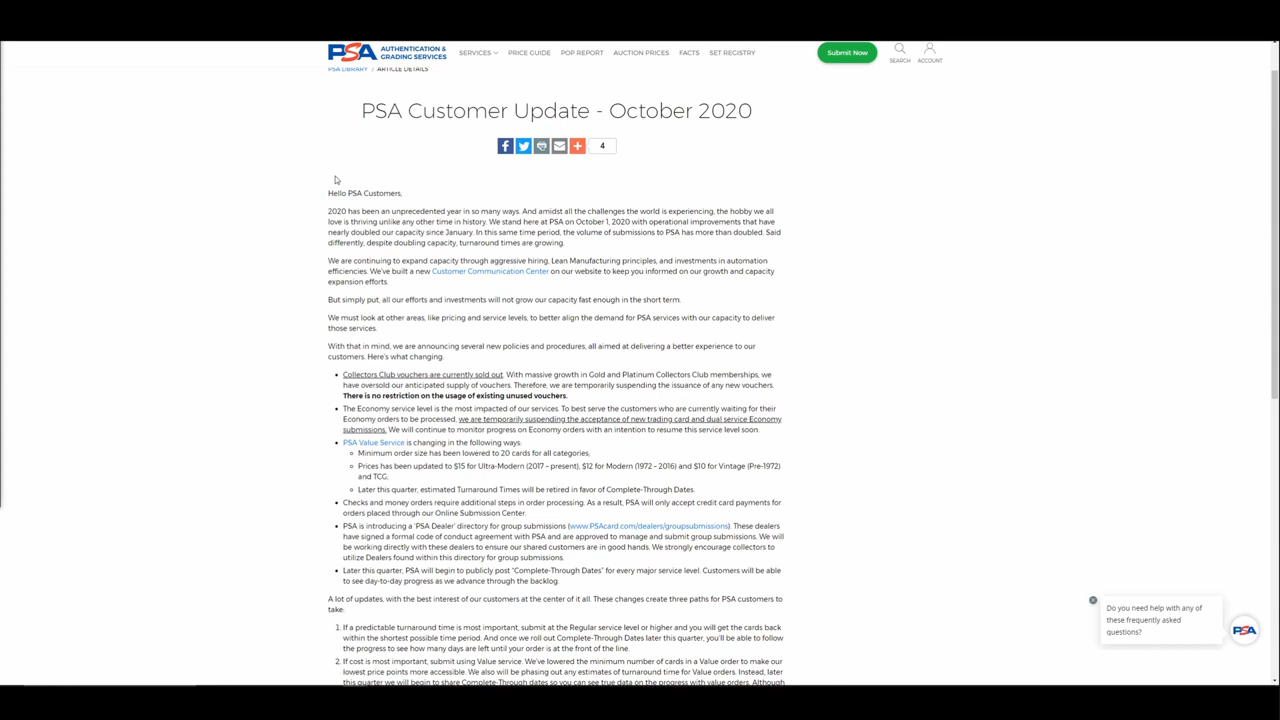 PSA AUTHENTICATION &
GRADING SERVICES
SERVICES PRICE GUIDE POP REPORT AUCTION PRICES FACTS SET REGISTRY
Submit Now
SEARCH
ACCOUNT
PSA LIBRARY / ARTICLE DETAILS
PSA Customer Update - October 2020
4
Hello PSA Customers,
2020 has been an unprecedented year in so many ways. And amidst all the challenges the world is experiencing, the hobby we all
love is thriving unlike any other time in history. We stand here at PSA on October 1, 2020 with operational improvements that have
nearly doubled our capacity since January. In this same time period, the volume of submissions to PSA has more than doubled. Said
differently, despite doubling capacity, turnaround times are growing.
We are continuing to expand capacity through aggressive hiring, Lean Manufacturing principles, and investments in automation
efficiencies. We've built a new Customer Communication Center on our website to keep you informed on our growth and capacity
expansion efforts.
But simply put, all our efforts and investments will not grow our capacity fast enough in the short term.
We must look at other areas, like pricing and service levels, to better align the demand for PSA services with our capacity to deliver
those services.
With that in mind, we are announcing several new policies and procedures, all aimed at delivering a better experience to our
customers. Here's what changing.
• Collectors Club vouchers are currently sold out. With massive growth in Gold and Platinum Collectors Club memberships, we
have oversold our anticipated supply of vouchers. Therefore, we are temporarily suspending the issuance of any new vouchers.
There is no restriction on the usage of existing unused vouchers.
• The Economy service level is the most impacted of our services. To best serve the customers who are currently waiting for their
Economy orders to be processed, we are temporarily suspending the acceptance of new trading card and dual service Economy
submissions. We will continue to monitor progress on Economy orders with an intention to resume this service level soon.
• PSA Value Service is changing in the following ways:
Minimum order size has been lowered to 20 cards for all categories;
Prices has been updated to $15 for Ultra-Modern (2017 – present), $12 for Modern (1972 – 2016) and $10 for Vintage (Pre-1972)
and TCG;
Later this quarter, estimated Turnaround Times will be retired in favor of Complete-Through Dates.
• Checks and money orders require additional steps in order processing. As a result, PSA will only accept credit card payments for
orders placed through our Online Submission Center.
• PSA is introducing a 'PSA Dealer' directory for group submissions (www.PSAcard.com/dealers/groupsubmissions). These dealers
have signed a formal code of conduct agreement with PSA and are approved to manage and submit group submissions. We will
be working directly with these dealers to ensure our shared customers are in good hands. We strongly encourage collectors to
utilize Dealers found within this directory for group submissions.
• Later this quarter, PSA will begin to publicly post "Complete-Through Dates" for every major service level. Customers will be able
to see day-to-day progress as we advance through the backlog.
A lot of updates, with the best interest of our customers at the center of it all. These changes create three paths for PSA customers to
take:
1. If a predictable turnaround time is most important, submit at the Regular service level or higher and you will get the cards back
within the shortest possible time period. And once we roll out Complete-Through Dates later this quarter, you'll be able to follow
the progress to see how many days are left until your order is at the front of the line.
2. If cost is most important, submit using Value service. We've lowered the minimum number of cards in a Value order to make our
lowest price points more accessible. We also will be phasing out any estimates of turnaround time for Value orders. Instead, later
this quarter we will begin to share Complete-Through dates so you can see true data on the progress with value orders. Although
Do you need help with any of
these frequently asked
questions?
PSA